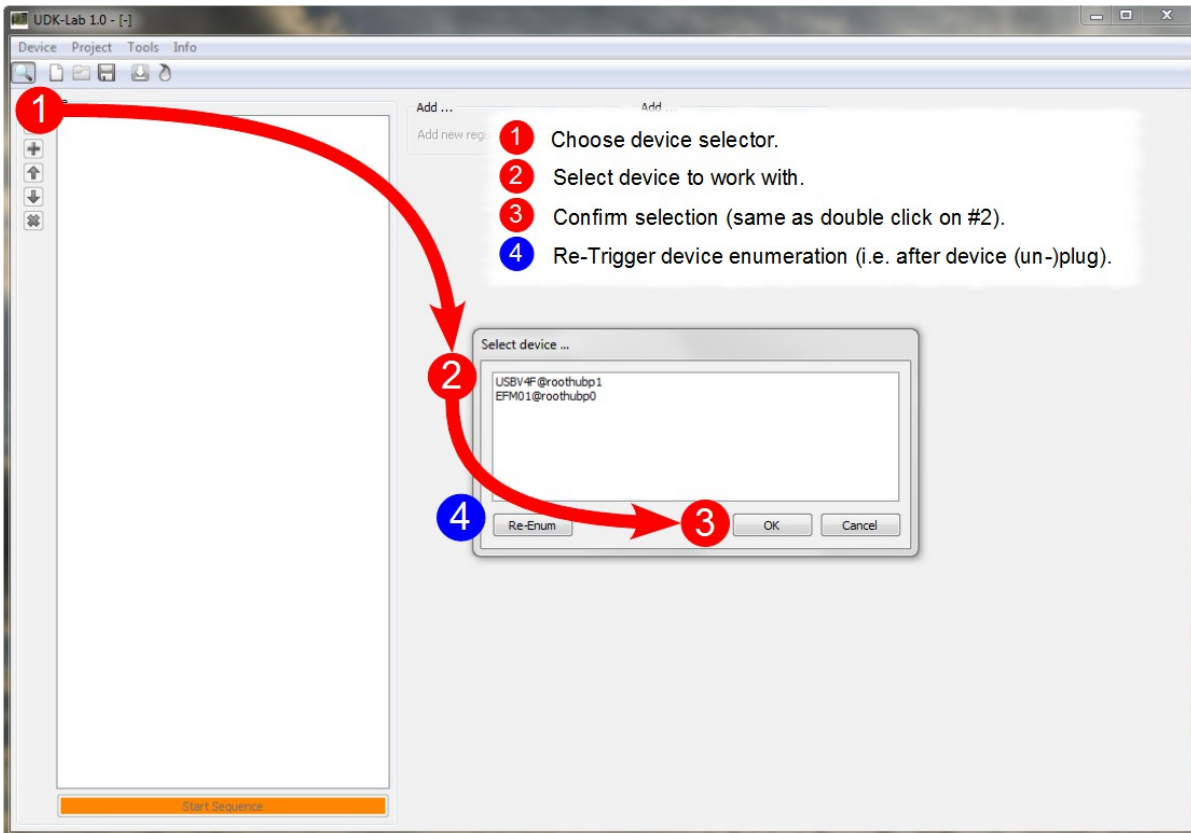 UDK-Lab 1.0 - [-]
Device Project Tools Info
1
Add ...
Add ...
Add new regi
1 Choose device selector.
2 Select device to work with.
3 Confirm selection (same as double click on #2).
4 Re-Trigger device enumeration (i.e. after device (un-)plug).
Select device ...
2
USBV4F@roothubp1
EFM01@roothubp0
4
Re-Enum
3
OK
Cancel
Start Sequence